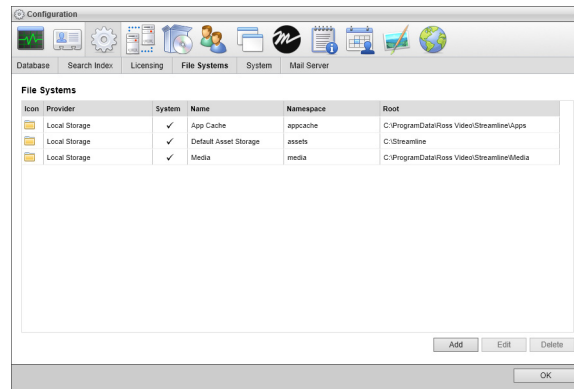 Configuration
Database Search Index Licensing File Systems System Mail Server
File Systems
Icon Provider System Name Namespace Root
Local Storage ✓ App Cache appcache C:\ProgramData\Ross Video\Streamline\Apps
Local Storage ✓ Default Asset Storage assets C:\Streamline
Local Storage ✓ Media media C:\ProgramData\Ross Video\Streamline\Media
Add Edit Delete
OK